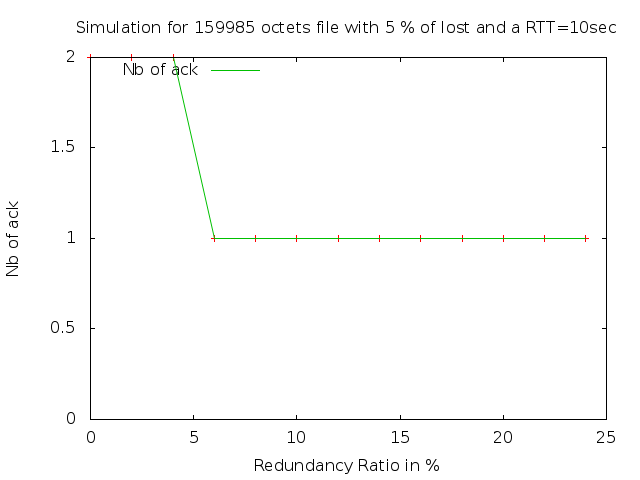 Simulation for 159985 octets file with 5 % of lost and a RTT=10sec
2
Nb of ack
1.5
Nb of ack
1
0.5
0
0 5 10 15 20 25
Redundancy Ratio in %